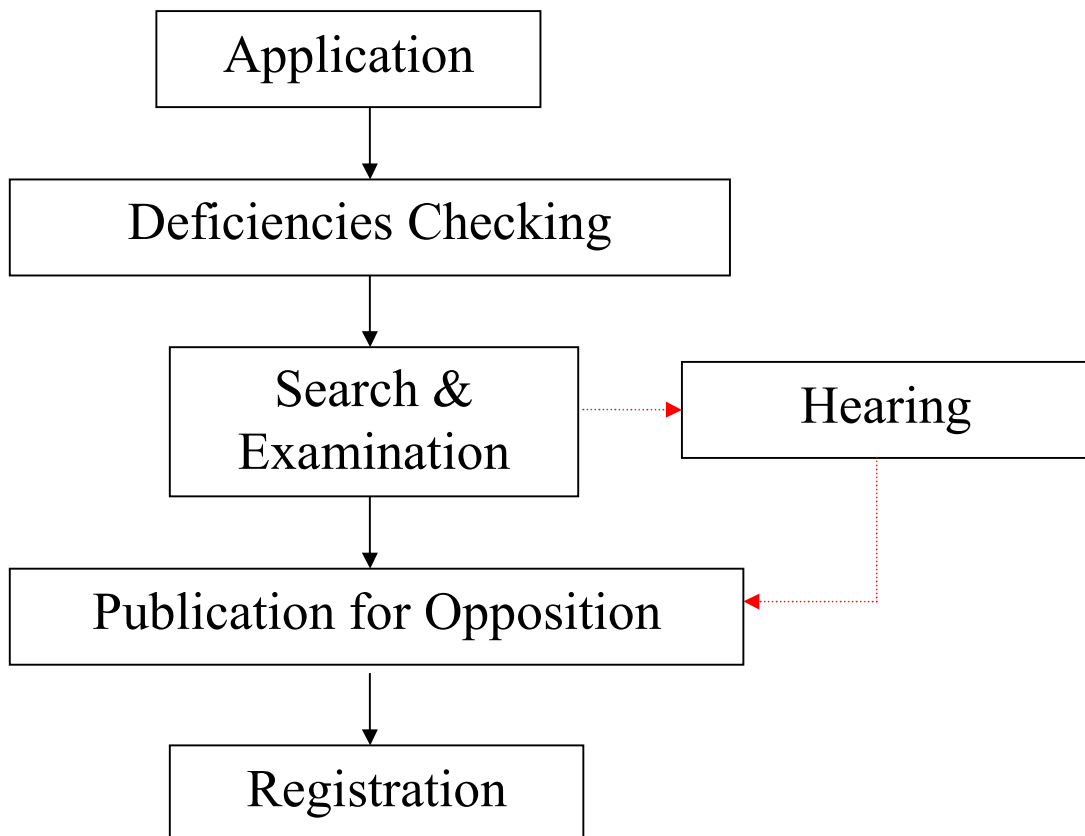 Application
Deficiencies Checking
Search &
Examination
Hearing
Publication for Opposition
Registration